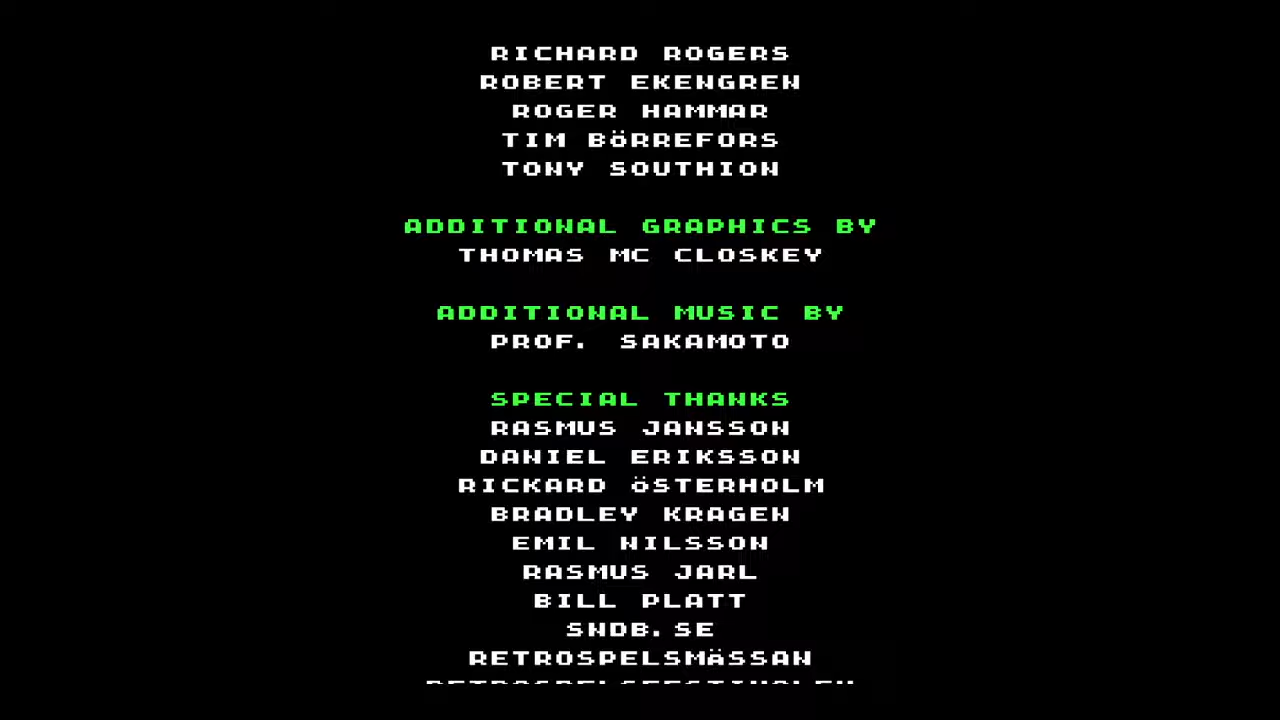 RICHARD ROGERS
ROBERT EKENGREN
ROGER HAMMAR
TIM BÖRREFORS
TONY SOUTHION
ADDITIONAL GRAPHICS BY
THOMAS MC CLOSKEY
ADDITIONAL MUSIC BY
PROF. SAKAMOTO
SPECIAL THANKS
RASMUS JANSSON
DANIEL ERIKSSON
RICKARD ÖSTERHOLM
BRADLEY KRAGEN
EMIL NILSSON
RASMUS JARL
BILL PLATT
SNDB.SE
RETROSPELSMÄSSAN